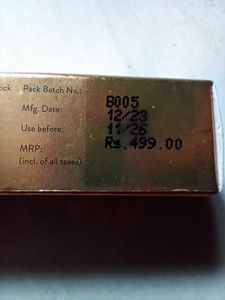 ick Pack Batch No.: B005
Mfg. Date: 12/23
Use before: 11/26
MRP: Rs.499.00
(incl. of all taxes)